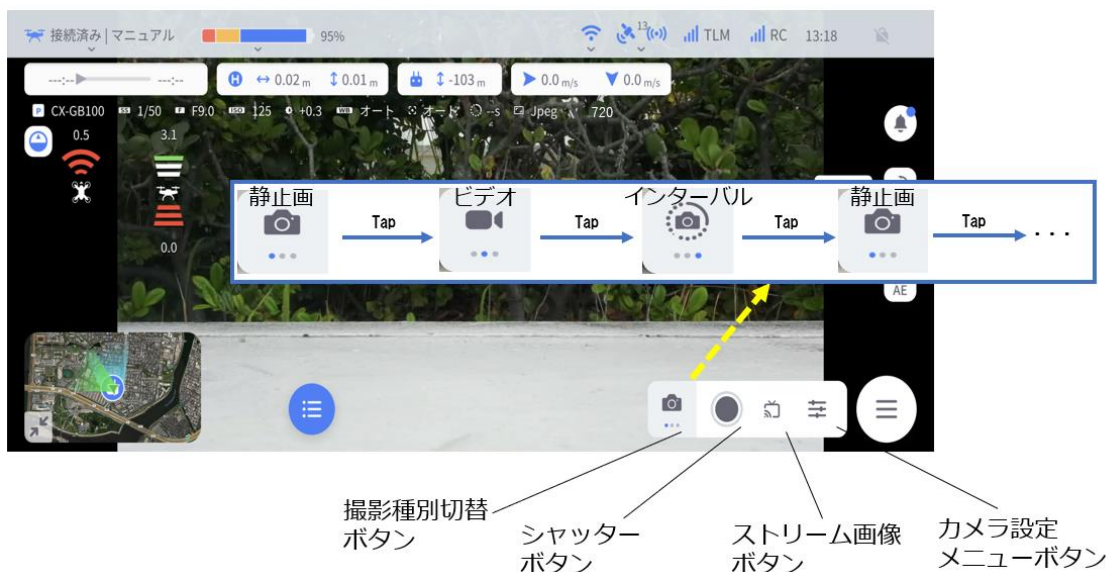 接続済み | マニュアル 95% 13 TLM RC 13:18
---:-- ---:-- H 0.02 m 0.01 m -103 m 0.0 m/s 0.0 m/s
P CX-GB100 SS 1/50 F F9.0 ISO 125 +0.3 WB オート オート --s Jpeg 720
0.5 3.1
静止画 ビデオ インターバル 静止画
Tap Tap Tap Tap ・・・
0.0
AE
撮影種別切替
ボタン
シャッター
ボタン
ストリーム画像
ボタン
カメラ設定
メニューボタン